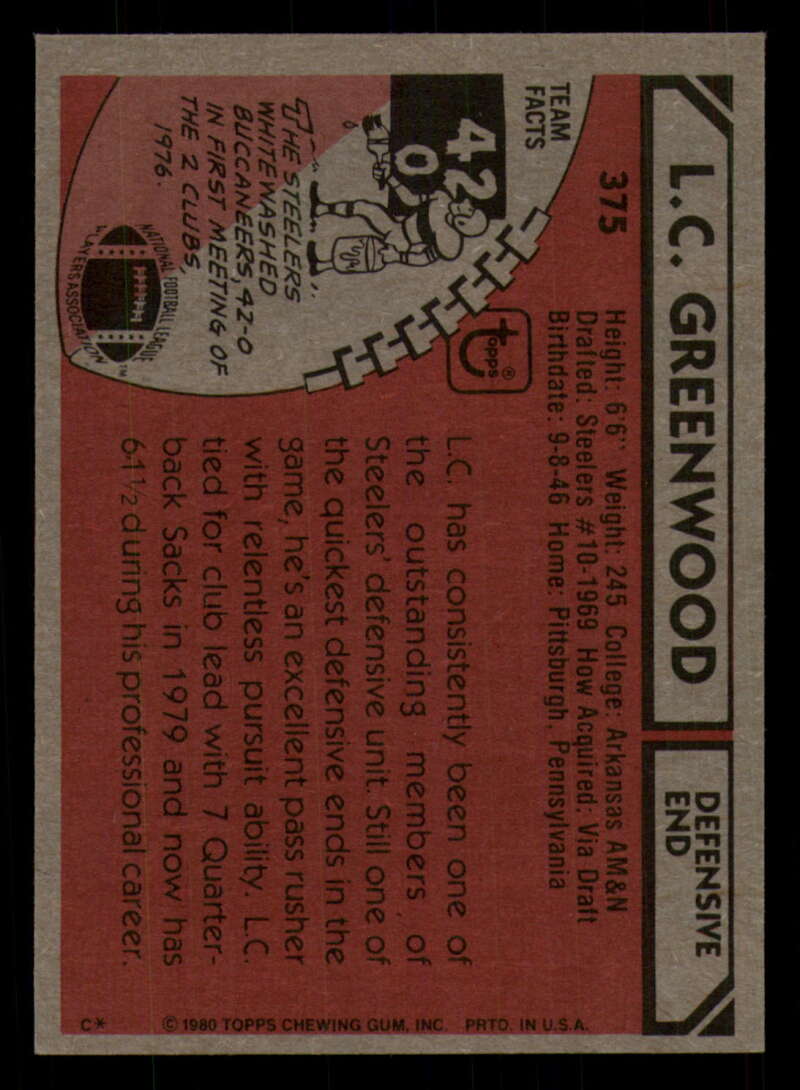 L.C. GREENWOOD
DEFENSIVE
END
375
Height: 6'6" Weight: 245 College: Arkansas AM&N
Drafted: Steelers #10-1969 How Acquired: Via Draft
Birthdate: 9-8-46 Home: Pittsburgh, Pennsylvania
TEAM
FACTS
42
0
THE STEELERS
WHITEWASHED
BUCCANEERS, 42-0
IN FIRST MEETING OF
THE 2 CLUBS,
1976.
topps®
NATIONAL FOOTBALL LEAGUE
PLAYERS ASSOCIATION
™
L.C. has consistently been one of
the outstanding members of
Steelers' defensive unit. Still one of
the quickest defensive ends in the
game, he's an excellent pass rusher
with relentless pursuit ability. L.C.
tied for club lead with 7 Quarter-
back Sacks in 1979 and now has
61½ during his professional career.
C* © 1980 TOPPS CHEWING GUM, INC. PRTD. IN U.S.A.